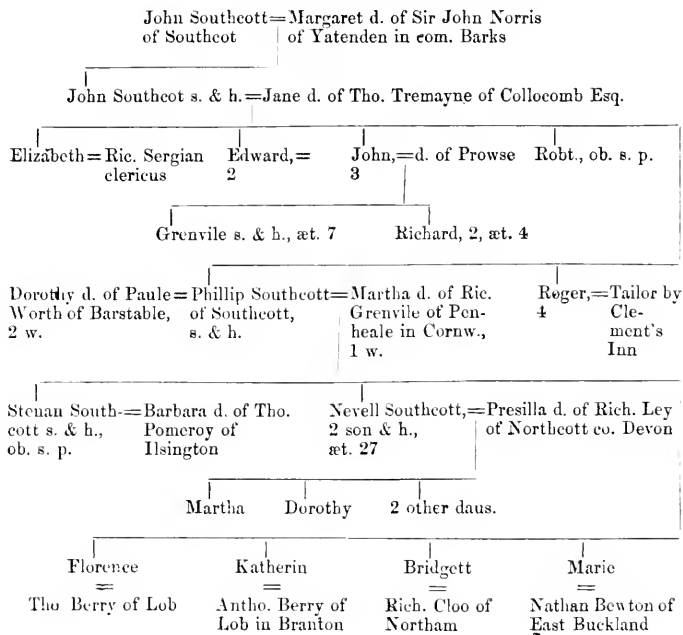 John Southcott=Margaret d. of Sir John Norris
of Southcot of Yatenden in com. Barks
John Southcot s. & h.=Jane d. of Tho. Tremayne of Collocomb Esq.
Elizabeth=Ric. Sergian Edward,= John,=d. of Prowse Robt., ob. s. p.
clericus 2 3
Grenvile s. & h., æt. 7 Richard, 2, æt. 4
Dorothy d. of Paule=Phillip Southcott=Martha d. of Ric. Roger,=Tailor by
Worth of Barstable, of Southcott, Grenvile of Pen- 4 Cle-
2 w. s. & h. heale in Cornw., ment's
1 w. Inn
Stenan South-=Barbara d. of Tho. Nevell Southcott,=Presilla d. of Rich. Ley
cott s. & h., Pomeroy of 2 son & h., of Northcott co. Devon
ob. s. p. Ilsington æt. 27
Martha Dorothy 2 other daus.
Florence Katherin Bridgett Marie
= = = =
Tho Berry of Lob Antho. Berry of Rich. Cloo of Nathan Bewton of
Lob in Branton Northam East Buckland